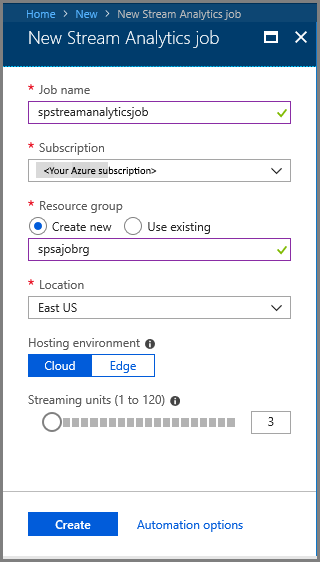 Home > New > New Stream Analytics job
New Stream Analytics job
* Job name
spstreamanalyticsjob
* Subscription
<Your Azure subscription>
* Resource group
Create new Use existing
spsajobrg
* Location
East US
Hosting environment
Cloud Edge
Streaming units (1 to 120)
3
Create Automation options